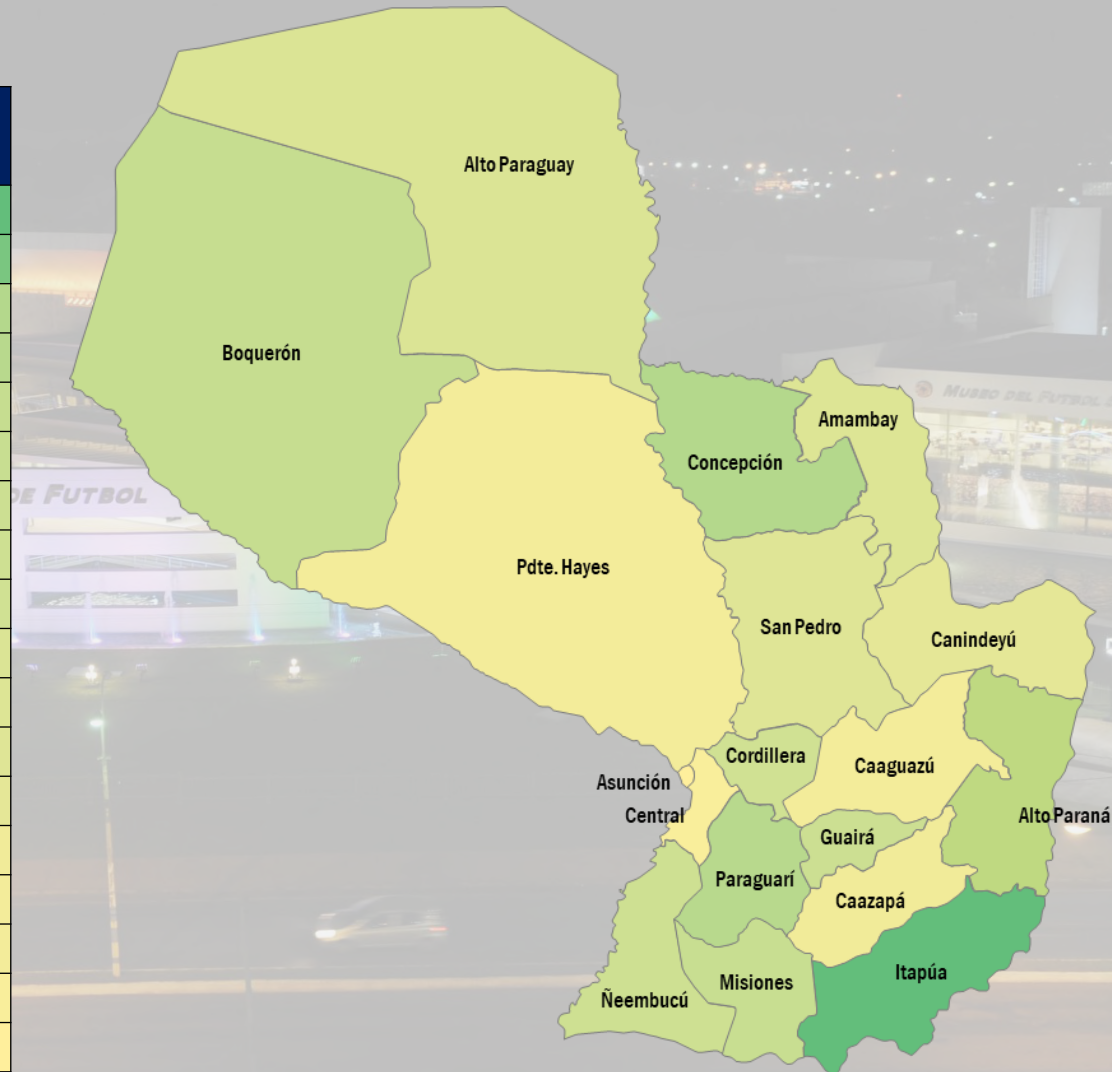 Alto Paraguay
Boquerón
MUSEO DEL FUTBOL
Amambay
Concepción
DE FUTBOL
Pdte. Hayes
San Pedro
Canindeyú
Cordillera
Caaguazú
Asunción
Central
Alto Paraná
Guairá
Paraguarí
Caazapá
Itapúa
Misiones
Ñeembucú